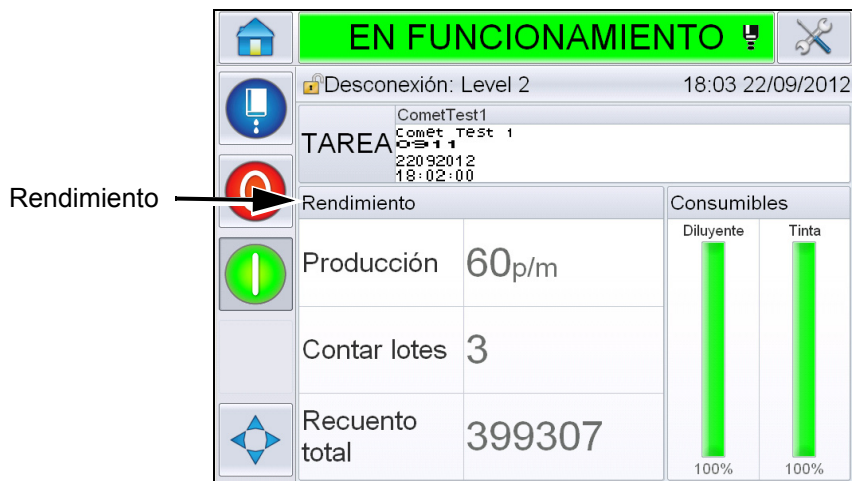 EN FUNCIONAMIENTO
Desconexión: Level 2 18:03 22/09/2012
TAREA
CometTest1
Comet Test 1
0911
22092012
18:02:00
Rendimiento
Rendimiento
Consumibles
Producción 60p/m
Contar lotes 3
Recuento total 399307
Diluyente Tinta
100% 100%